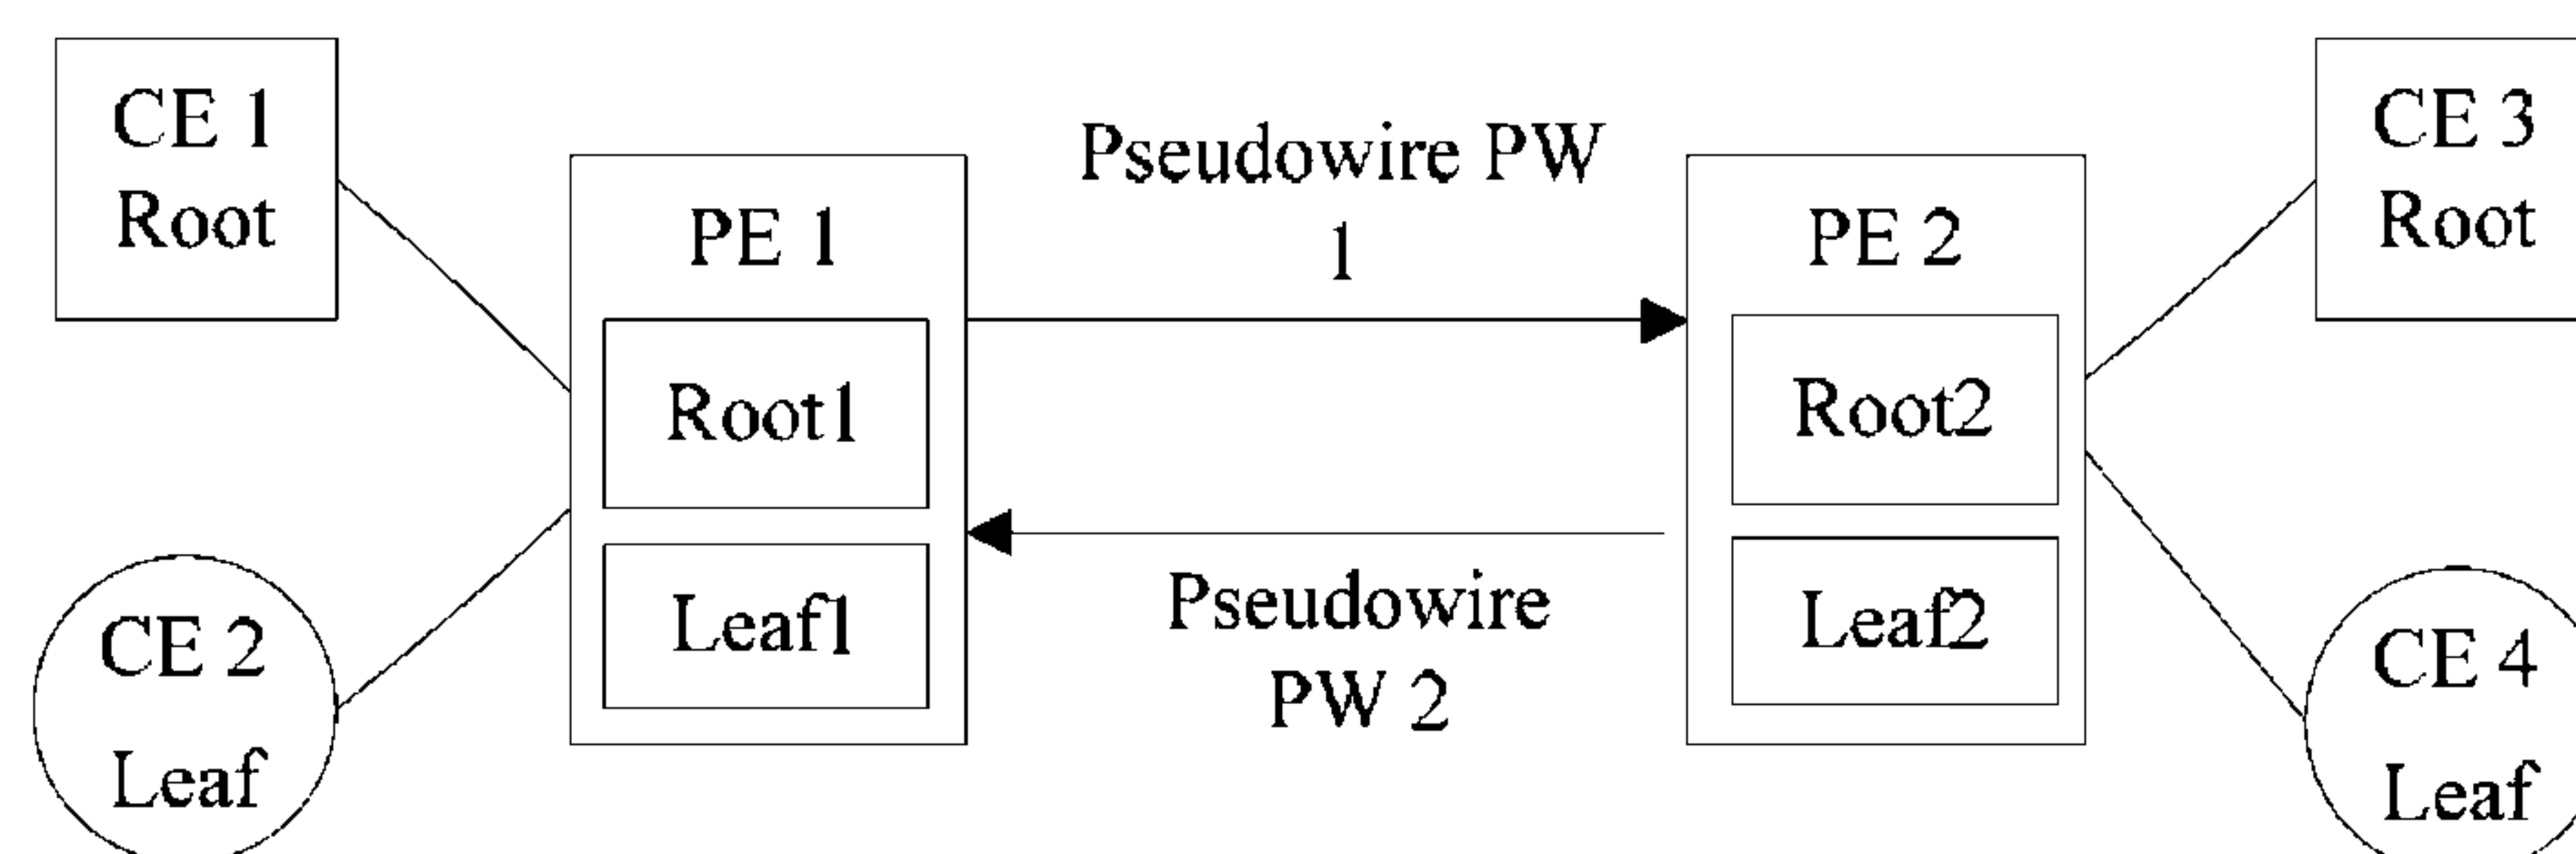 CE 1
Root
CE 2
Leaf
PE 1
Root1
Leaf1
Pseudowire PW
1
Pseudowire
PW 2
PE 2
Root2
Leaf2
CE 3
Root
CE 4
Leaf